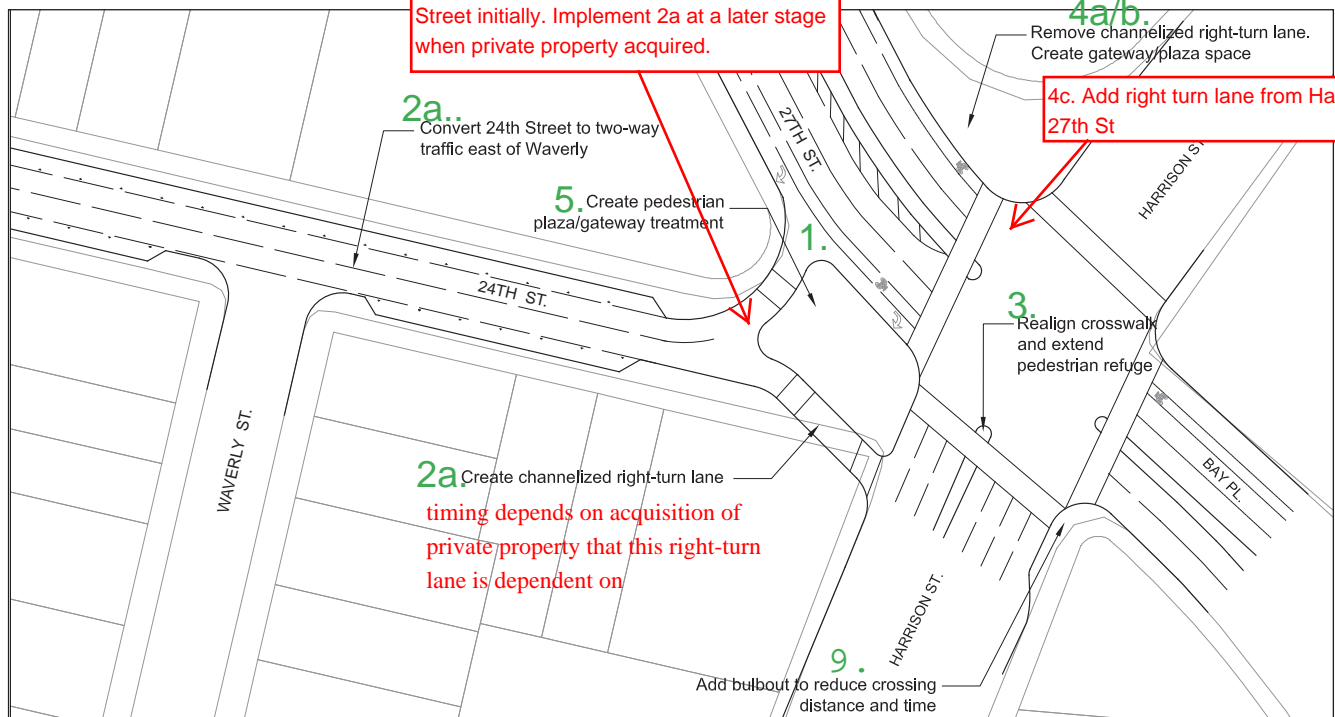 Street initially. Implement 2a at a later stage
when private property acquired.
4a/b.
Remove channelized right-turn lane.
Create gateway/plaza space
4c. Add right turn lane from Ha
27th St
2a..
Convert 24th Street to two-way
traffic east of Waverly
27TH ST.
HARRISON ST.
5. Create pedestrian
plaza/gateway treatment
1.
24TH ST.
3.
Realign crosswalk
and extend
pedestrian refuge
WAVERLY ST.
2a. Create channelized right-turn lane
timing depends on acquisition of
private property that this right-turn
lane is dependent on
BAY PL.
HARRISON ST.
9.
Add bulbout to reduce crossing
distance and time